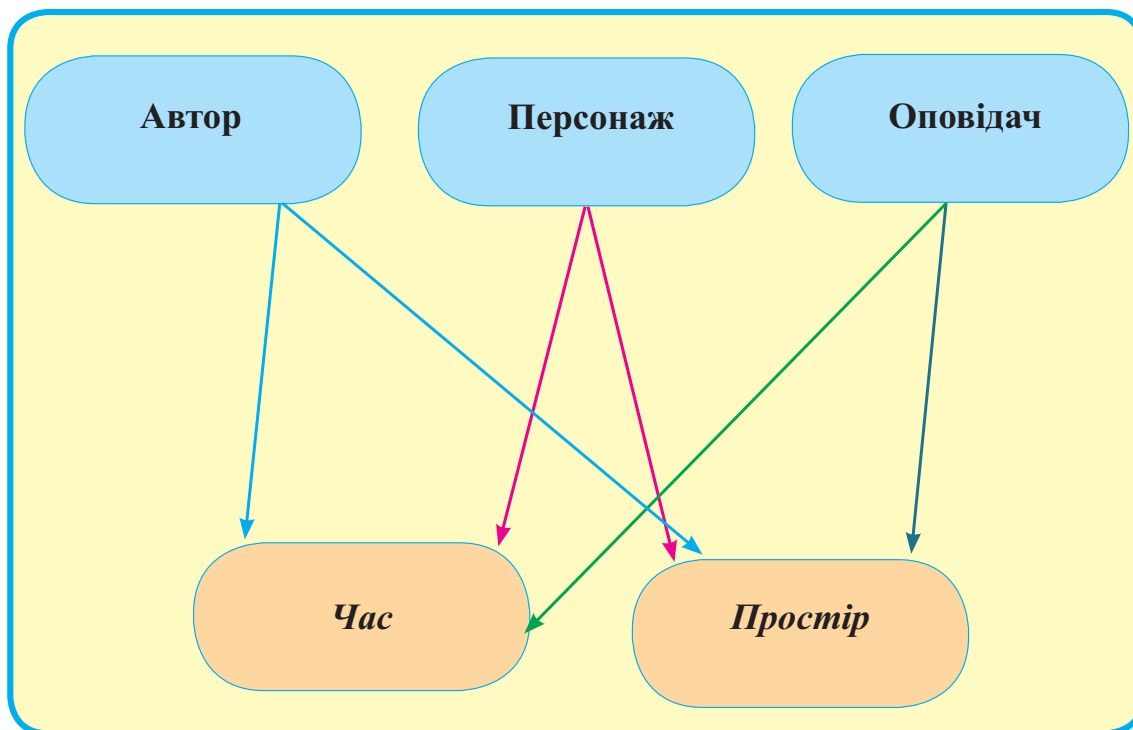 Автор
Персонаж
Оповідач
Час
Простір